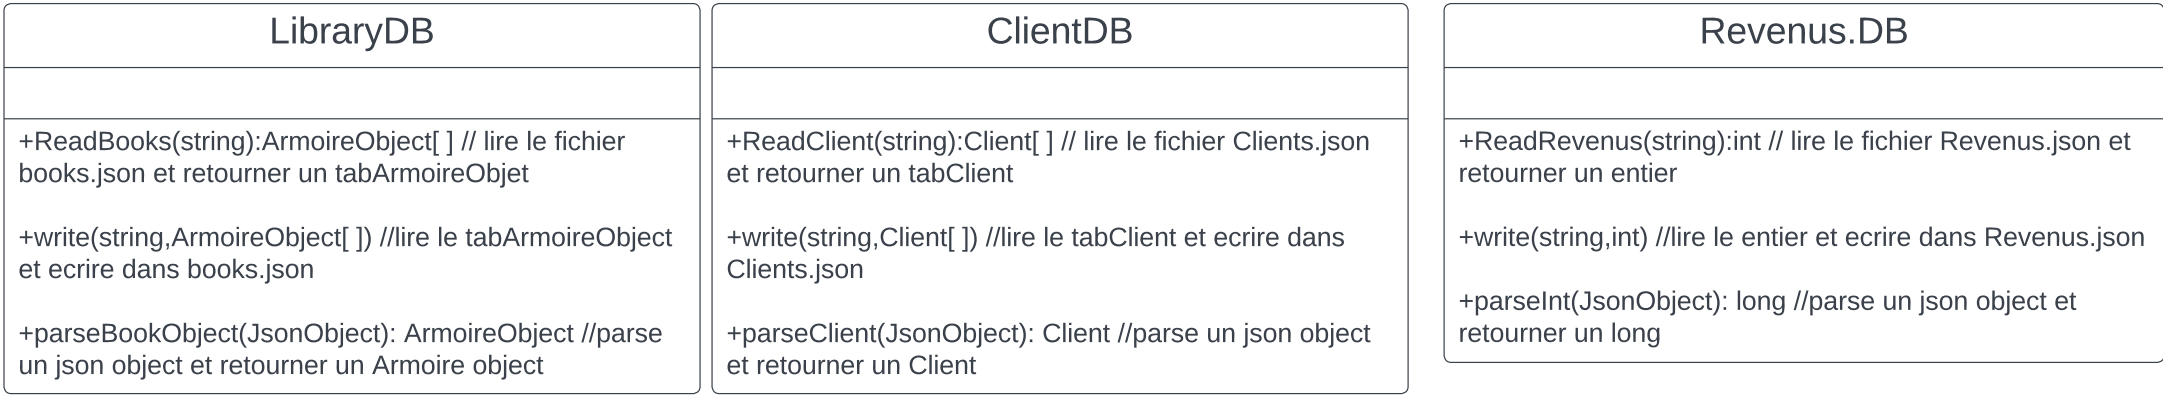 LibraryDB
+ReadBooks(string):ArmoireObject[ ] // lire le fichier
books.json et retourner un tabArmoireObjet
+write(string,ArmoireObject[ ]) //lire le tabArmoireObject
et ecrire dans books.json
+parseBookObject(JsonObject): ArmoireObject //parse
un json object et retourner un Armoire object
ClientDB
+ReadClient(string):Client[ ] // lire le fichier Clients.json
et retourner un tabClient
+write(string,Client[ ]) //lire le tabClient et ecrire dans
Clients.json
+parseClient(JsonObject): Client //parse un json object
et retourner un Client
Revenus.DB
+ReadRevenus(string):int // lire le fichier Revenus.json et
retourner un entier
+write(string,int) //lire le entier et ecrire dans Revenus.json
+parseInt(JsonObject): long //parse un json object et
retourner un long